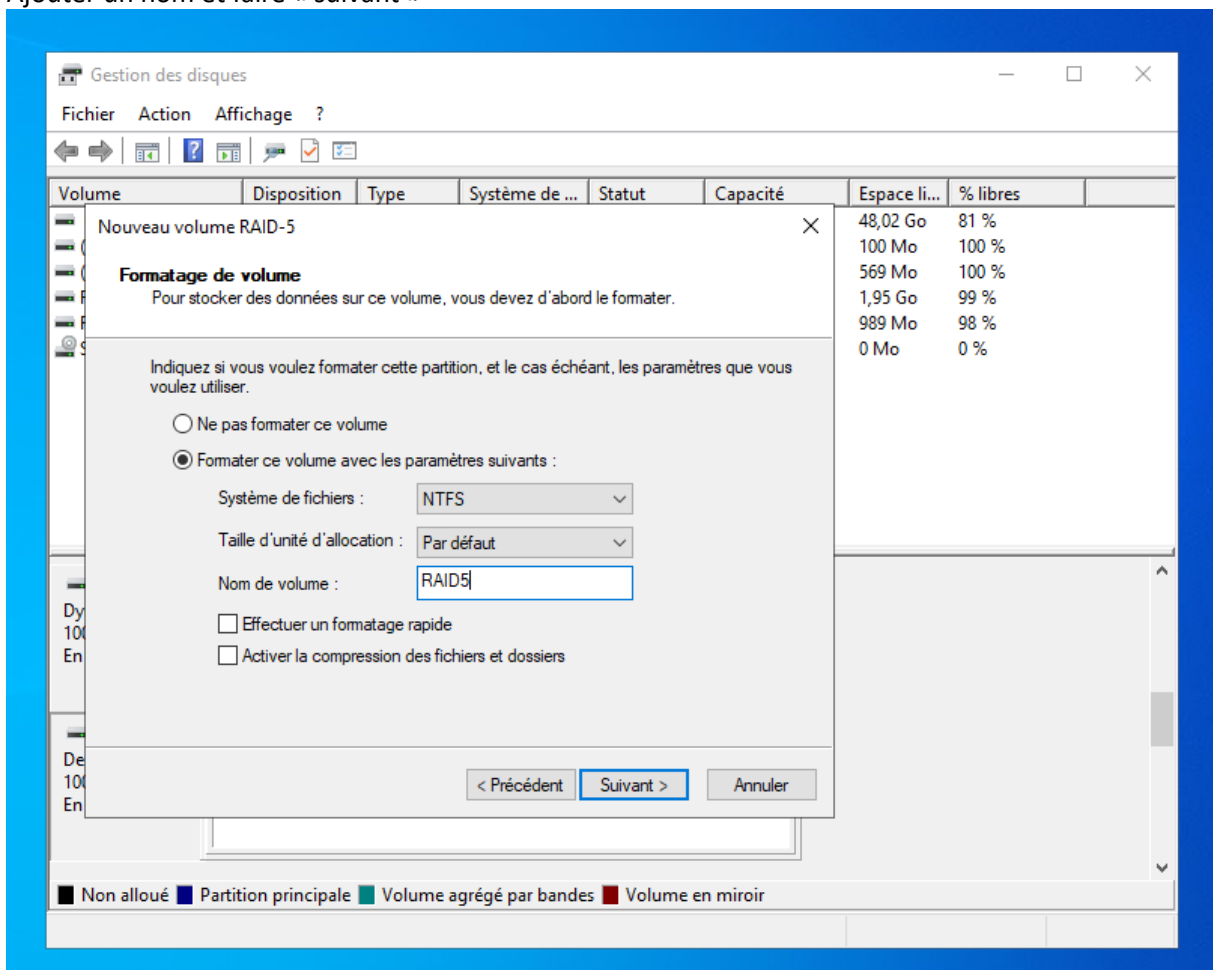 Ajouter un nom et faire « suivant »
Gestion des disques
Fichier Action Affichage ?
Volume Disposition Type Système de ... Statut Capacité Espace li... % libres
48,02 Go 81 %
100 Mo 100 %
569 Mo 100 %
1,95 Go 99 %
989 Mo 98 %
0 Mo 0 %
Nouveau volume RAID-5
Formatage de volume
Pour stocker des données sur ce volume, vous devez d'abord le formater.
Indiquez si vous voulez formater cette partition, et le cas échéant, les paramètres que vous
voulez utiliser.
Ne pas formater ce volume
Formater ce volume avec les paramètres suivants :
Système de fichiers : NTFS
Taille d'unité d'allocation : Par défaut
Nom de volume : RAID5
Effectuer un formatage rapide
Activer la compression des fichiers et dossiers
< Précédent Suivant > Annuler
Dy
100
En
De
100
En
Non alloué Partition principale Volume agrégé par bandes Volume en miroir